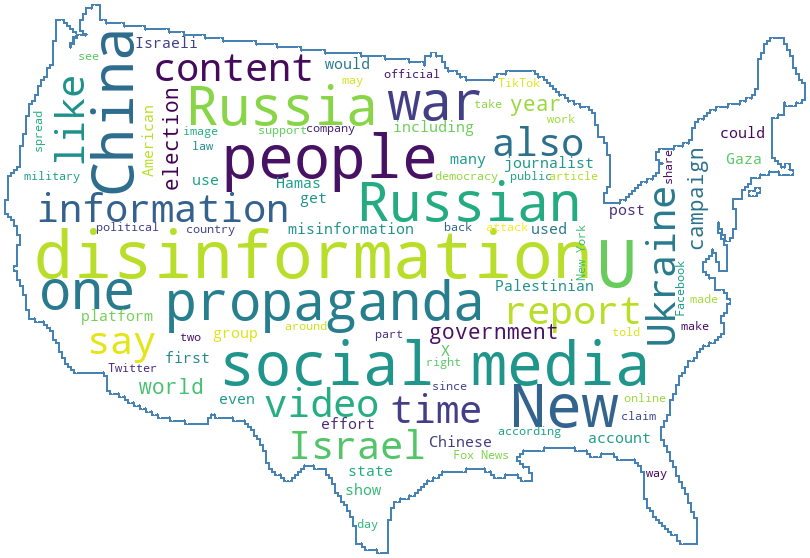 Israeli
see
China
content
would
official
may
TikTok
like
Russia
war
take
year
work
spread
American
election
image
support
company
including
also
could
law
people
many
journalist
Gaza
military
use
Hamas
get
democracy
public
article
share
information
Russian
post
campaign
political
country
misinformation
back
attack
used
New York
Ukraine
disinformation
U
Palestinian
Facebook
one
propaganda
report
made
platform
say
group
around
part
government
told
make
two
X
right
first
Twitter
social media
world
even
since
video
time
New
online
claim
effort
Chinese
according
account
Israel
Fox News
state
way
show
day